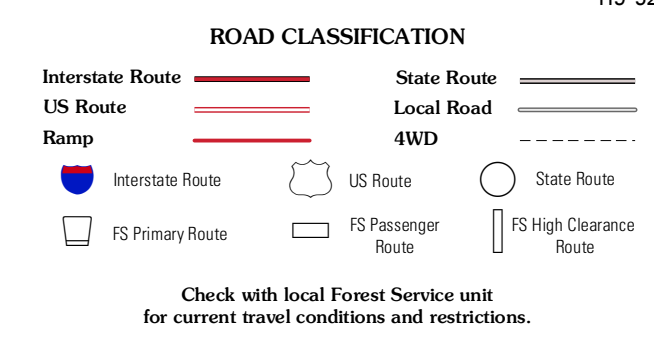 ROAD CLASSIFICATION
Interstate Route
State Route
US Route
Local Road
Ramp
4WD
Interstate Route
US Route
State Route
FS Primary Route
FS Passenger
Route
FS High Clearance
Route
Check with local Forest Service unit
for current travel conditions and restrictions.